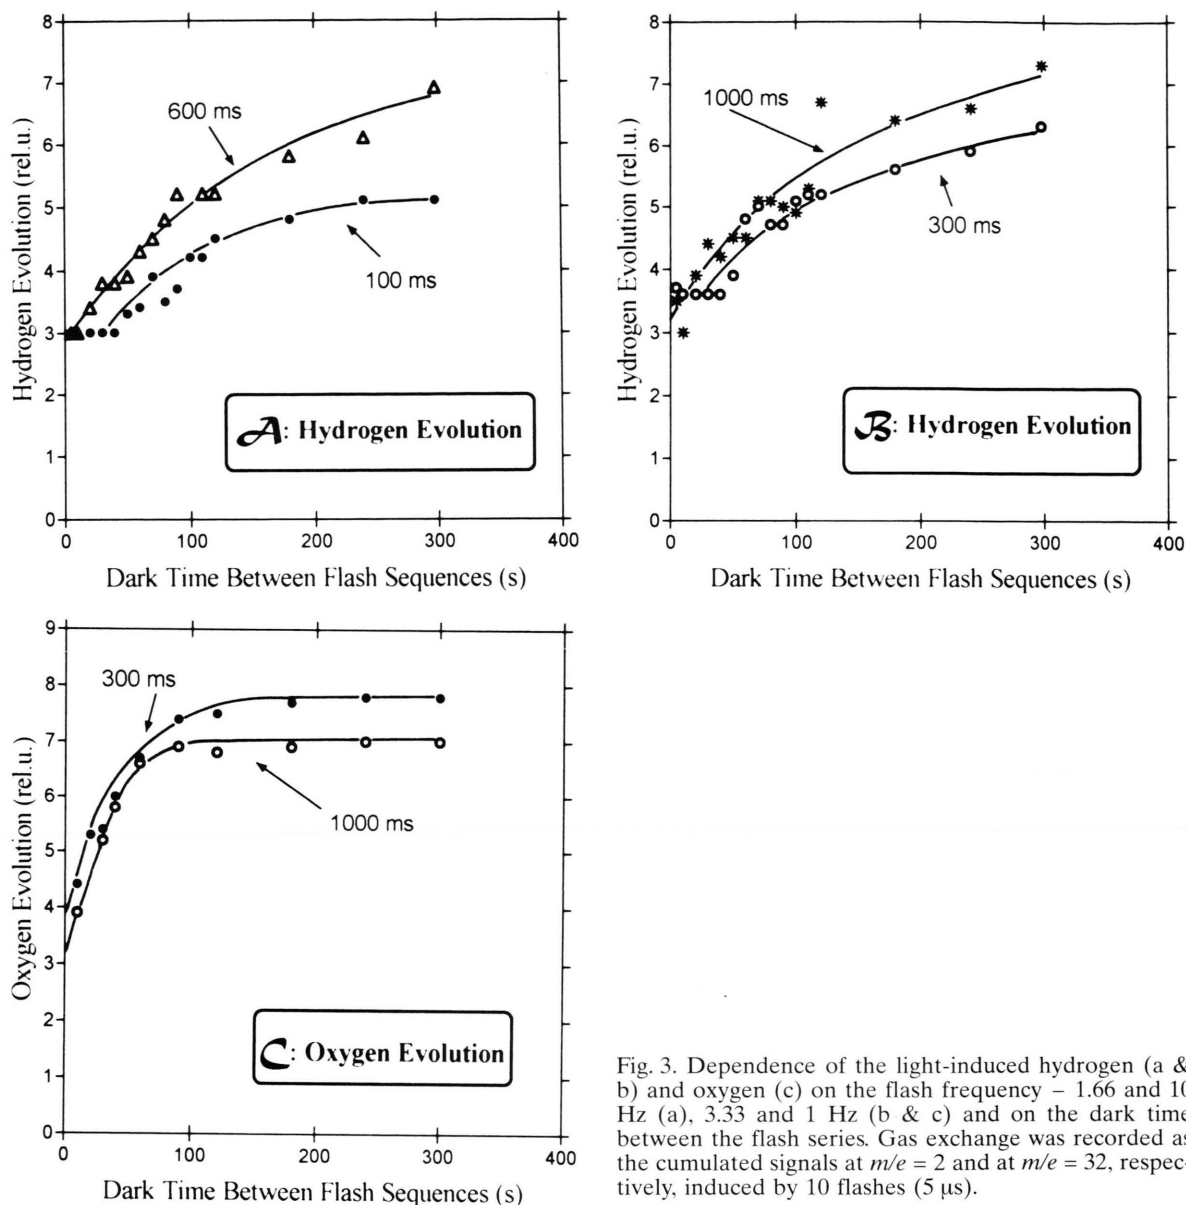 8
7
6
5
4
3
2
1
0
Hydrogen Evolution (rel.u.)
600 ms
100 ms
A: Hydrogen Evolution
0 100 200 300 400
Dark Time Between Flash Sequences (s)
8
7
6
5
4
3
2
1
0
Hydrogen Evolution (rel.u.)
1000 ms
300 ms
B: Hydrogen Evolution
0 100 200 300 400
Dark Time Between Flash Sequences (s)
9
8
7
6
5
4
3
2
1
0
Oxygen Evolution (rel.u.)
300 ms
1000 ms
C: Oxygen Evolution
0 100 200 300 400
Dark Time Between Flash Sequences (s)
Fig. 3. Dependence of the light-induced hydrogen (a &
b) and oxygen (c) on the flash frequency – 1.66 and 10
Hz (a), 3.33 and 1 Hz (b & c) and on the dark time
between the flash series. Gas exchange was recorded as
the cumulated signals at m/e = 2 and at m/e = 32, respec-
tively, induced by 10 flashes (5 µs).